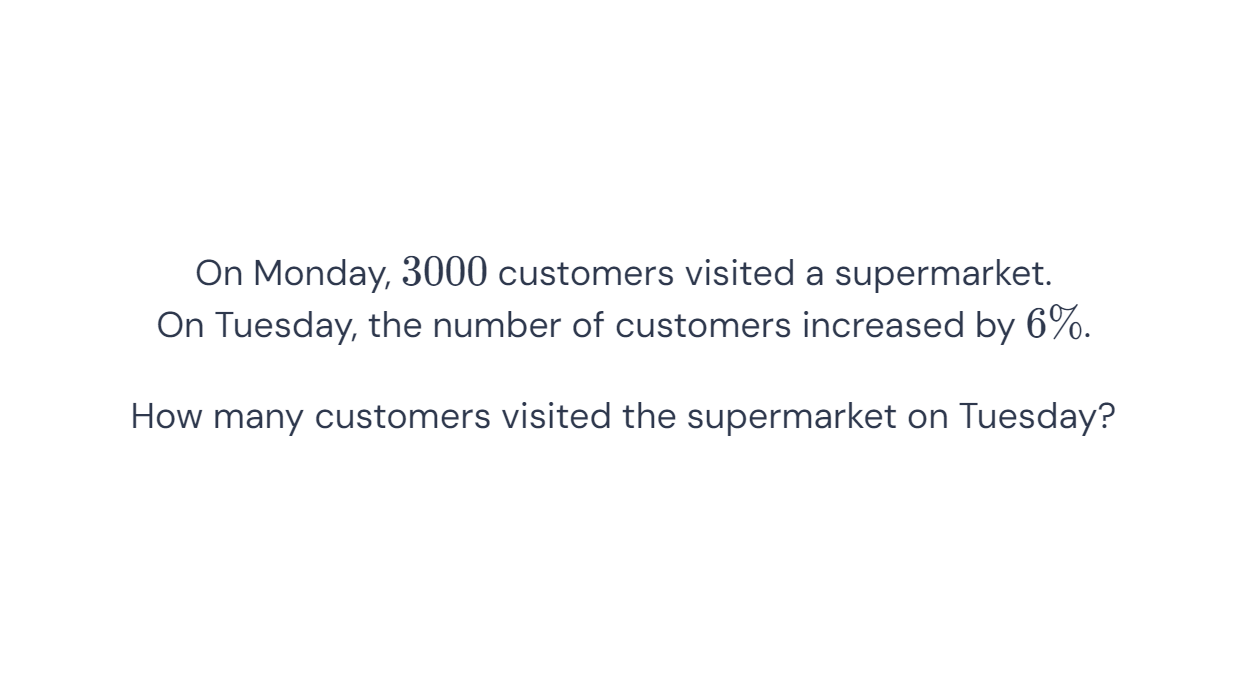 On Monday, 3000 customers visited a supermarket.
On Tuesday, the number of customers increased by 6%.
How many customers visited the supermarket on Tuesday?